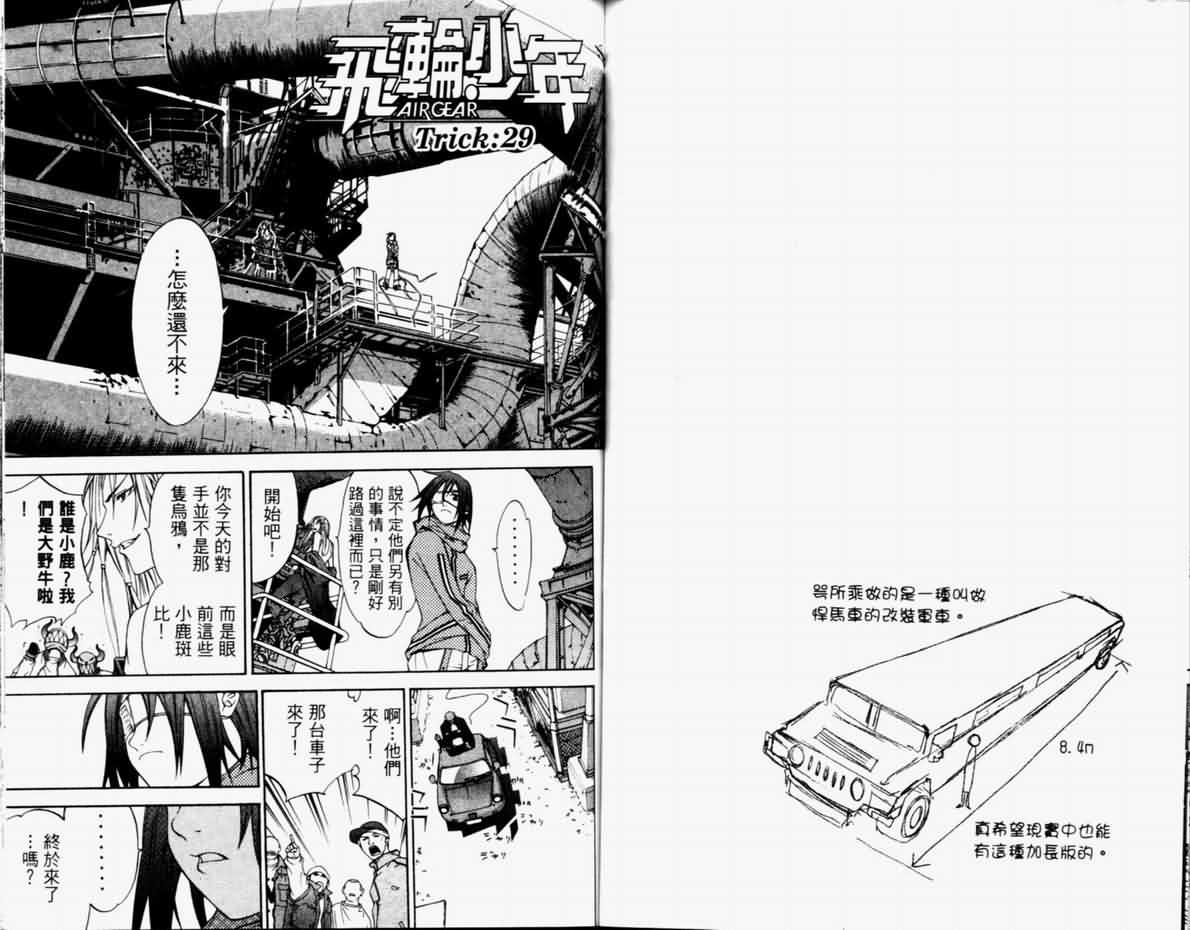 咢所乘做的是一種叫做
悍馬車的改裝軍車。
8.4m
真希望現實中也能
有這種加長版的。
飛輪少年
AIR GEAR
Trick:29
…怎麼還不來…
………
說不定他們另有別
的事情，只是剛好
路過這裡而已？
開始吧！
你今天的對
手並不是那
隻烏鴉，
而是眼
前這些
小鹿斑
比！
誰是小鹿？我
們是大野牛啦
！
啊…他們
來了！
那台車子
來了！
………
終於來了
…嗎？